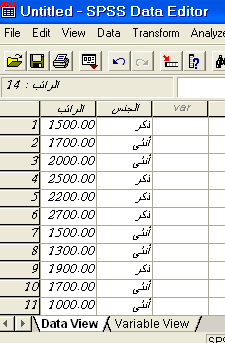 Untitled - SPSS Data Editor
File Edit View Data Transform Analyze
14 : الراتب
الراتب الجنس var
1 1500.00 ذكر
2 1700.00 أنثى
3 2000.00 أنثى
4 2500.00 ذكر
5 2200.00 ذكر
6 2700.00 ذكر
7 1500.00 أنثى
8 1300.00 أنثى
9 1900.00 ذكر
10 1700.00 أنثى
11 1000.00 أنثى
Data View Variable View